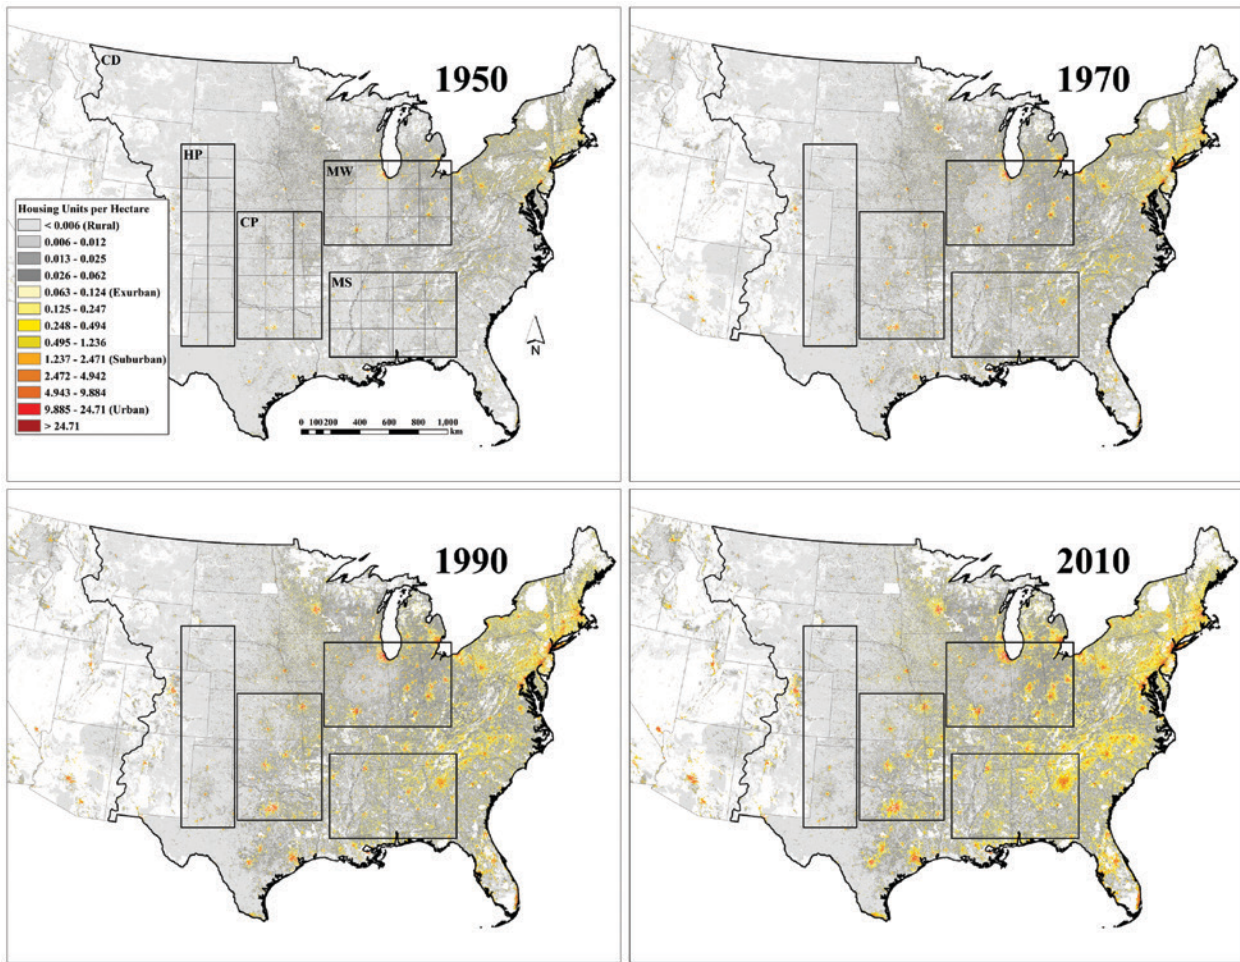 CD
1950
HP
MW
CP
MS
Housing Units per Hectare
< 0.006 (Rural)
0.006 - 0.012
0.013 - 0.025
0.026 - 0.062
0.063 - 0.124 (Exurban)
0.125 - 0.247
0.248 - 0.494
0.495 - 1.236
1.237 - 2.471 (Suburban)
2.472 - 4.942
4.943 - 9.884
9.885 - 24.71 (Urban)
> 24.71
N
0 100 200 400 600 800 1,000
km
1970
1990
2010